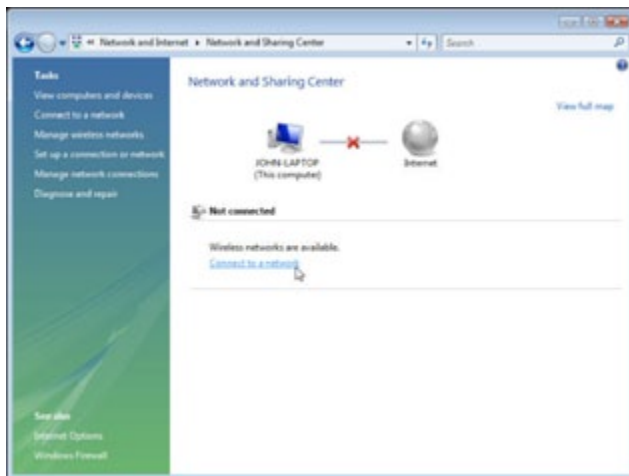 « Network and Internet ▸ Network and Sharing Center
Search
Tasks
View computers and devices
Connect to a network
Manage wireless networks
Set up a connection or network
Manage network connections
Diagnose and repair
Network and Sharing Center
View full map
JOHN-LAPTOP
(This computer)
Internet
Not connected
Wireless networks are available.
Connect to a network
See also
Internet Options
Windows Firewall